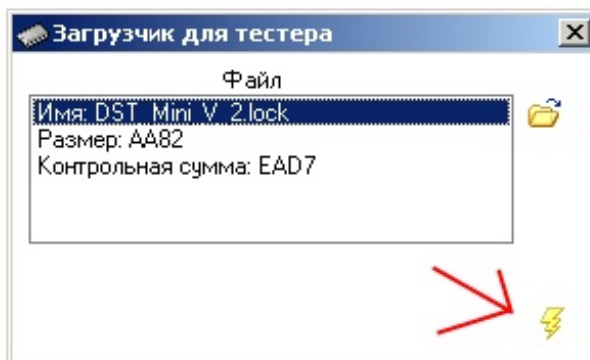 Загрузчик для тестера
Файл
Имя: DST_Mini_V_2.lock
Размер: AA82
Контрольная сумма: EAD7